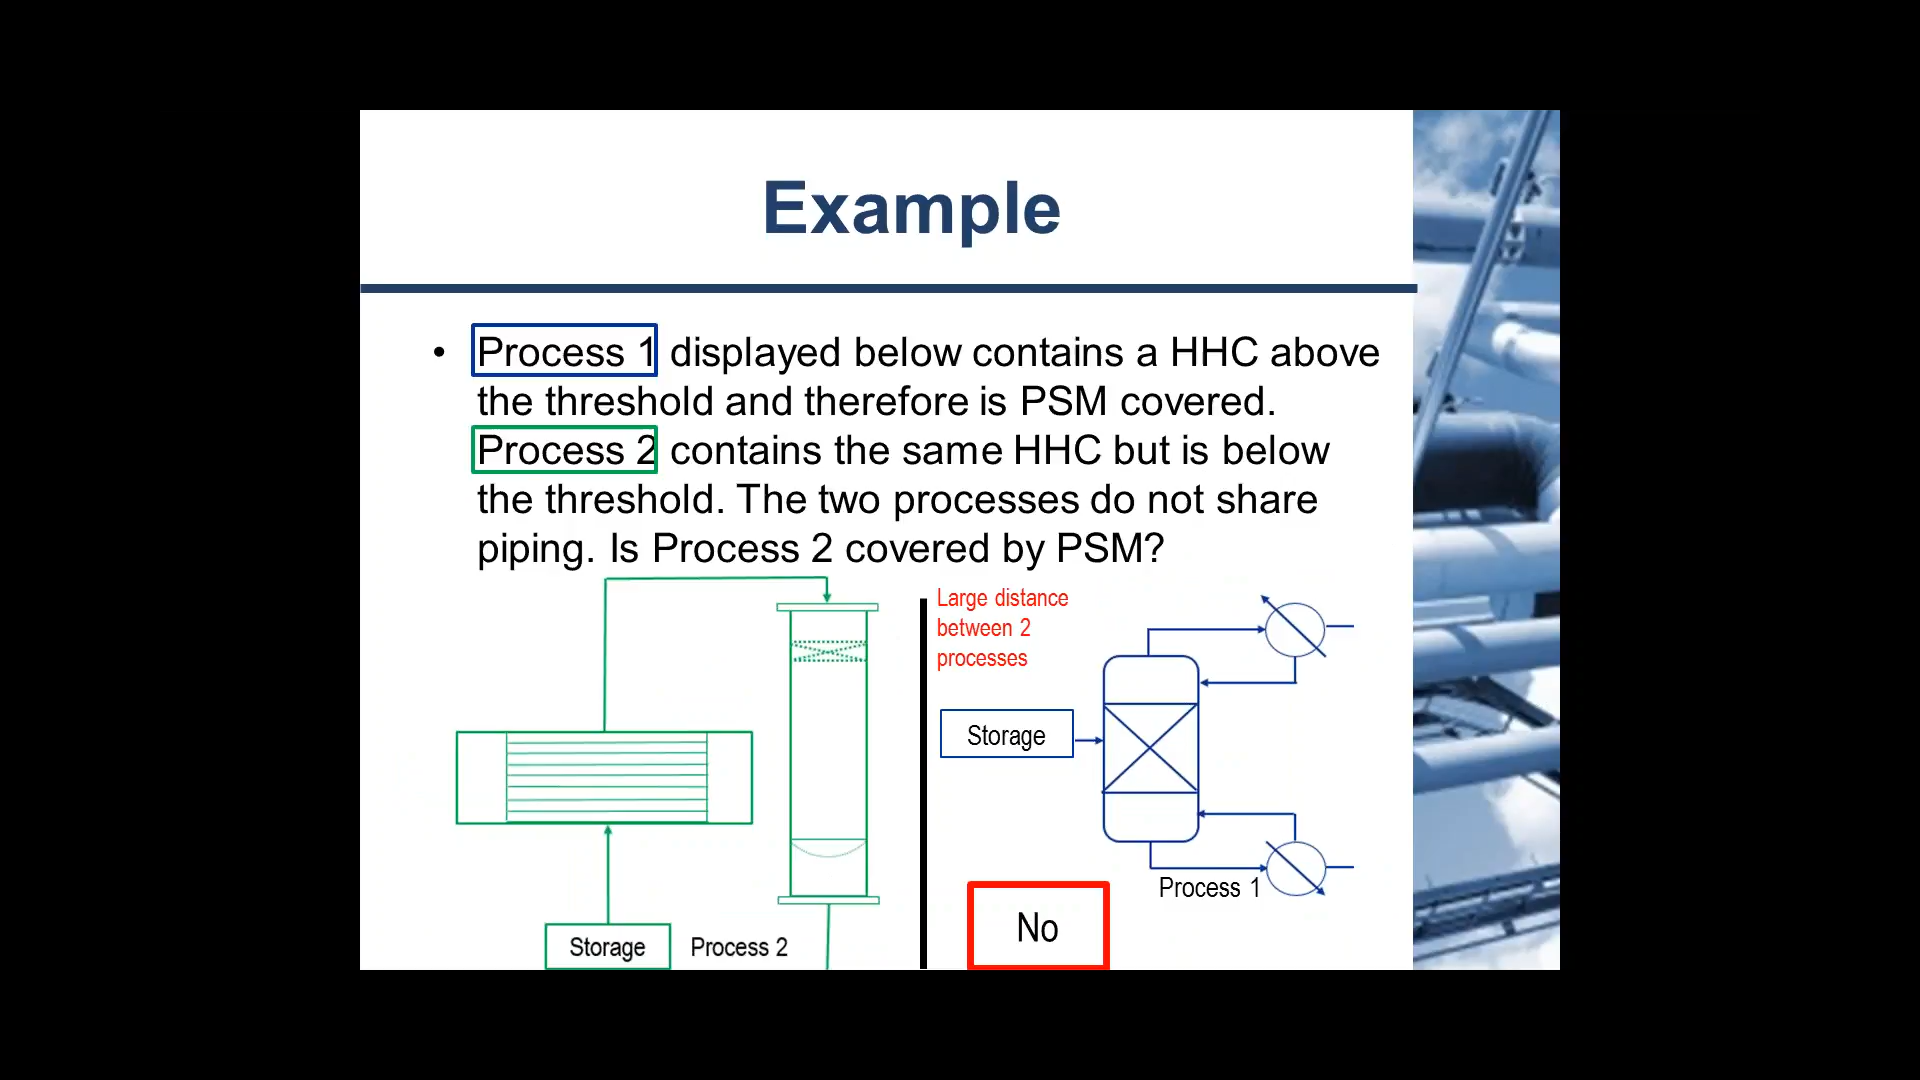 Example
• Process 1 displayed below contains a HHC above
the threshold and therefore is PSM covered.
Process 2 contains the same HHC but is below
the threshold. The two processes do not share
piping. Is Process 2 covered by PSM?
Large distance
between 2
processes
Storage
Process 1
No
Storage
Process 2